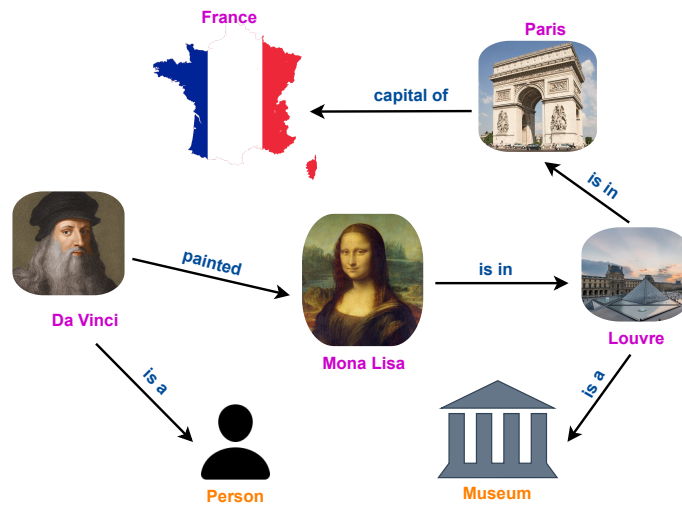 France
Paris
capital of
is in
painted
is in
Da Vinci
Mona Lisa
Louvre
is a
is a
Person
Museum